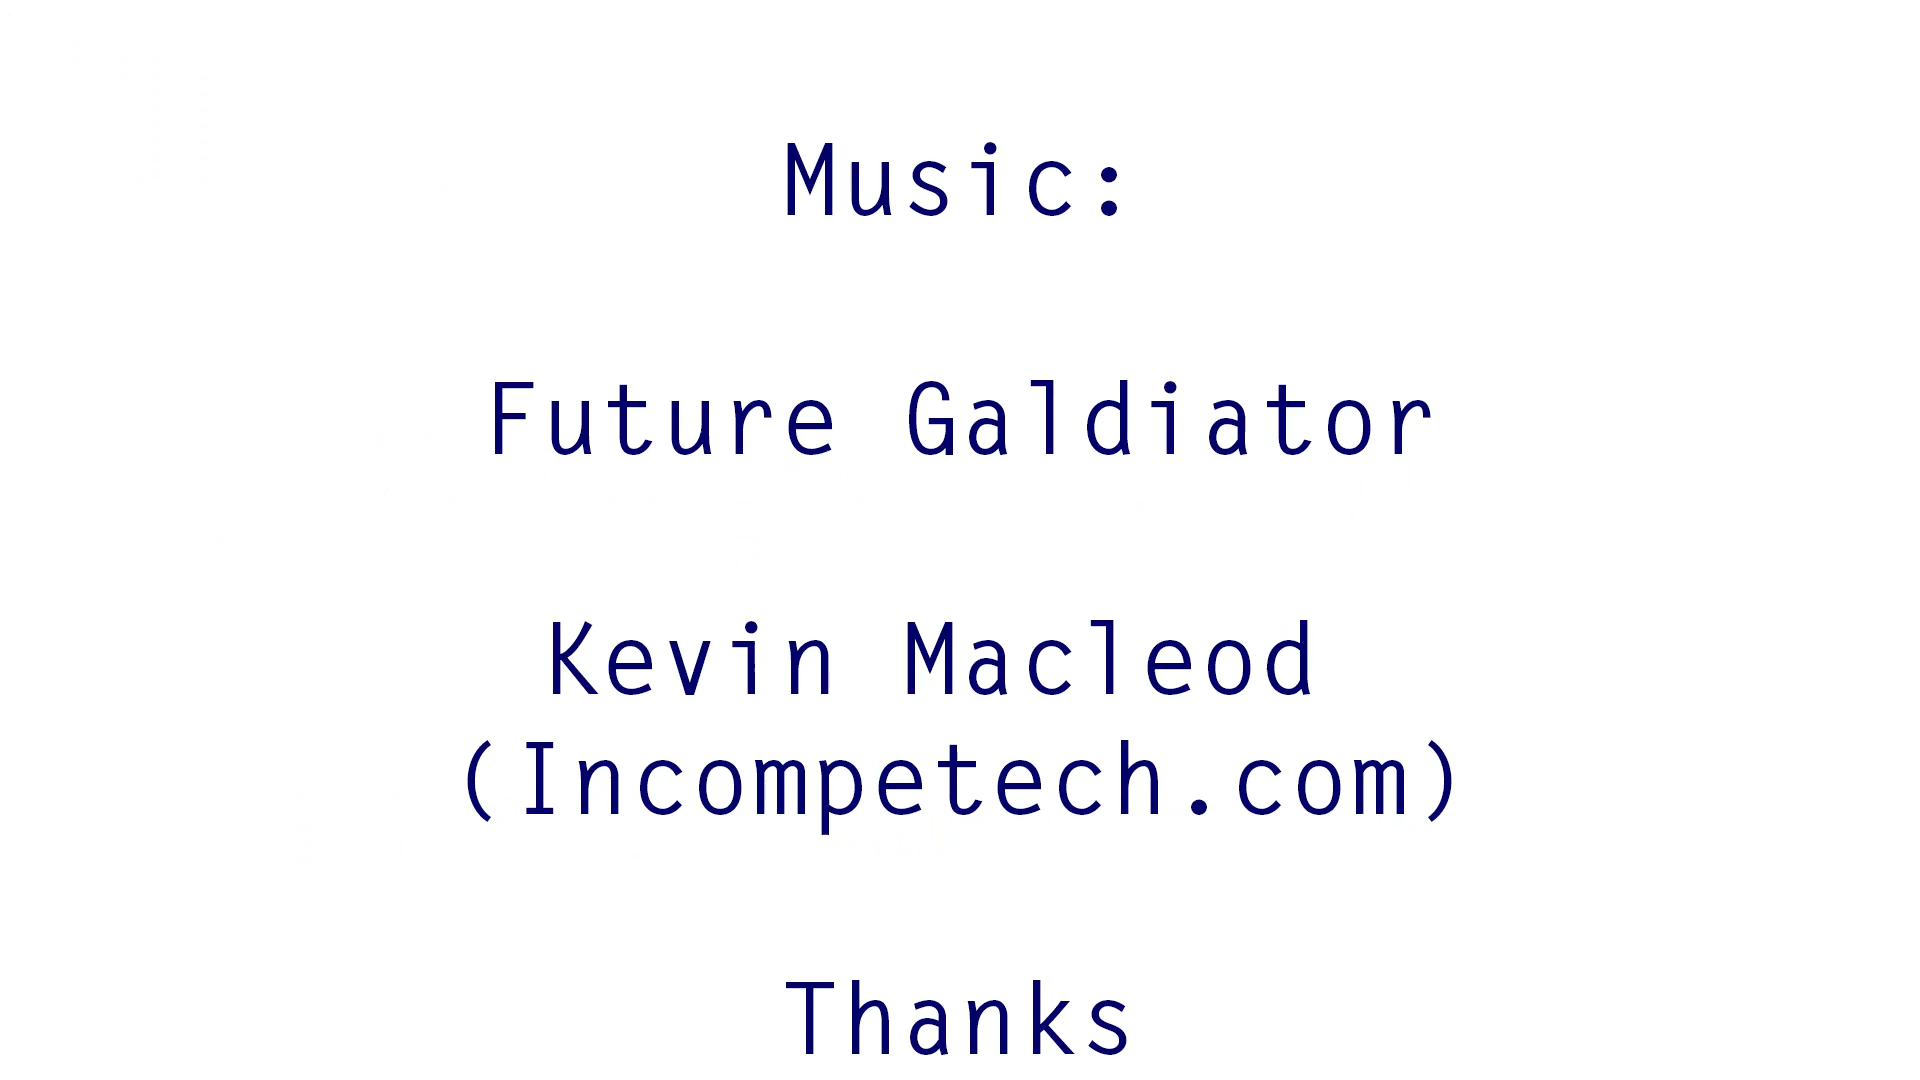 Music:
Future Galdiator
Kevin Macleod
(Incompetech.com)
Thanks